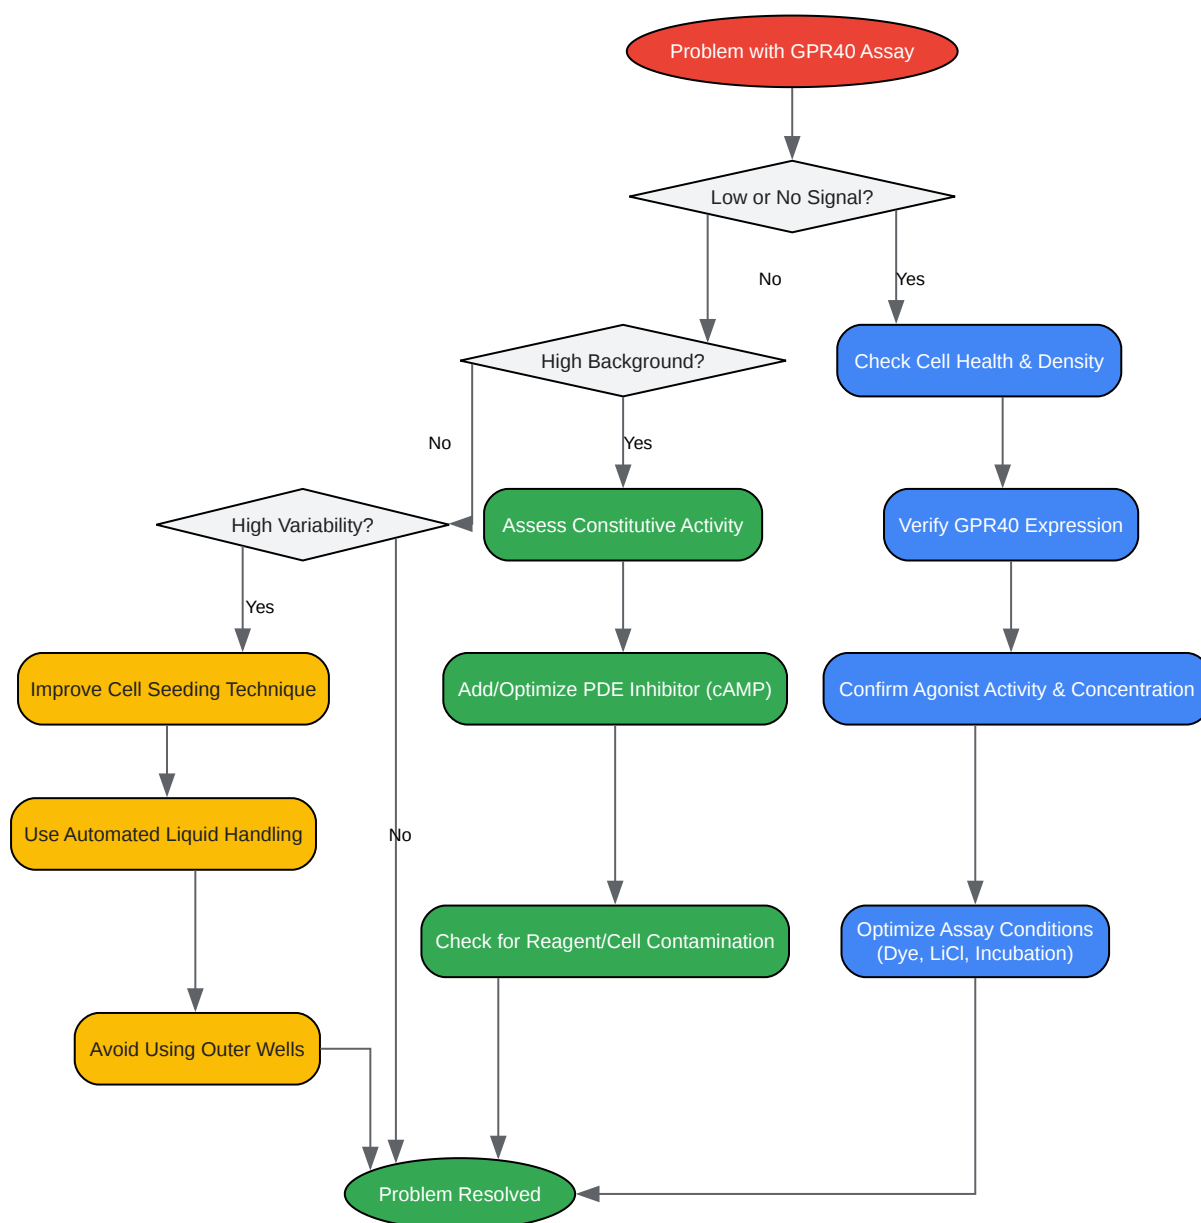 Problem with GPR40 Assay
Low or No Signal?
No
Yes
High Background?
Check Cell Health & Density
No
Yes
High Variability?
Assess Constitutive Activity
Verify GPR40 Expression
Yes
Improve Cell Seeding Technique
Add/Optimize PDE Inhibitor (cAMP)
Confirm Agonist Activity & Concentration
Use Automated Liquid Handling
No
Check for Reagent/Cell Contamination
Optimize Assay Conditions
(Dye, LiCl, Incubation)
Avoid Using Outer Wells
Problem Resolved